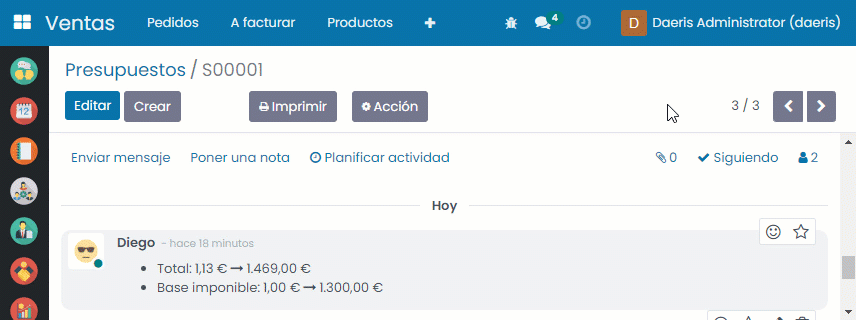 Ventas Pedidos A facturar Productos 4 D Daeris Administrator (daeris)
Presupuestos / S00001
Editar Crear Imprimir Acción 3 / 3
Enviar mensaje Poner una nota Planificar actividad 0 Siguiendo 2
Hoy
Diego - hace 18 minutos
• Total: 1,13 € → 1.469,00 €
• Base imponible: 1,00 € → 1.300,00 €